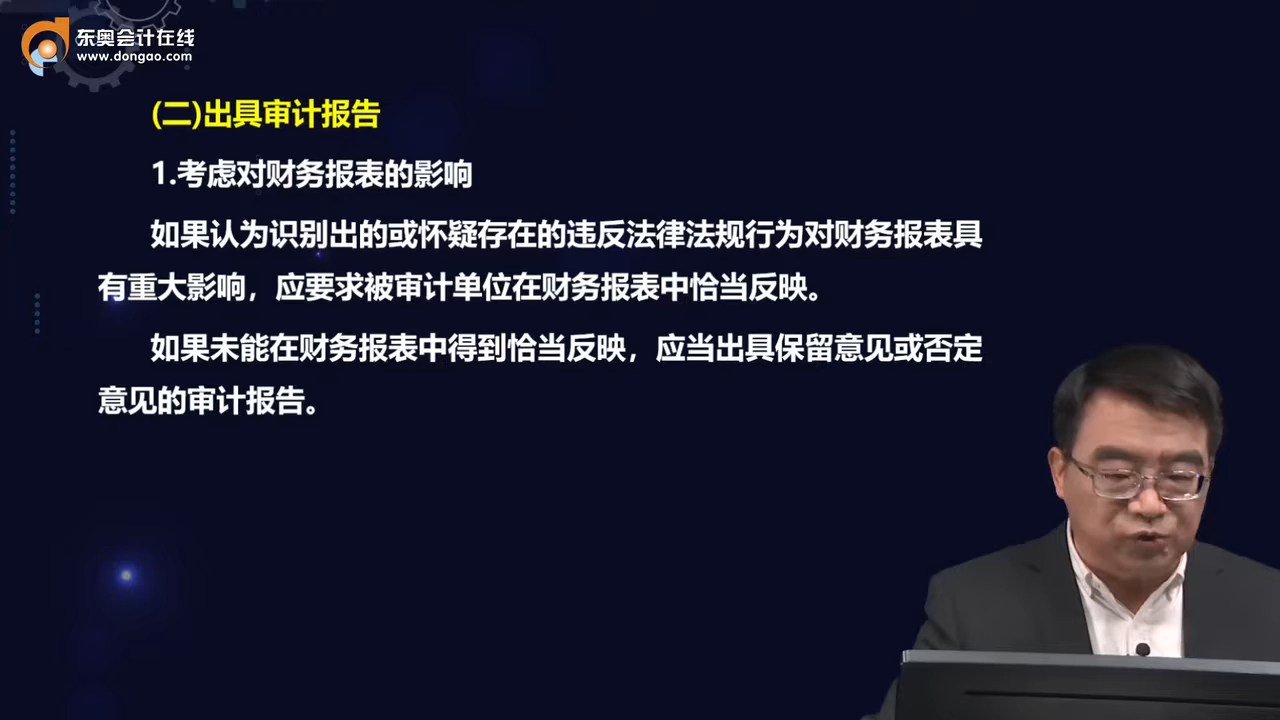 东奥会计在线
www.dongao.com
(二)出具审计报告
1.考虑对财务报表的影响
如果认为识别出的或怀疑存在的违反法律法规行为对财务报表具
有重大影响，应要求被审计单位在财务报表中恰当反映。
如果未能在财务报表中得到恰当反映，应当出具保留意见或否定
意见的审计报告。